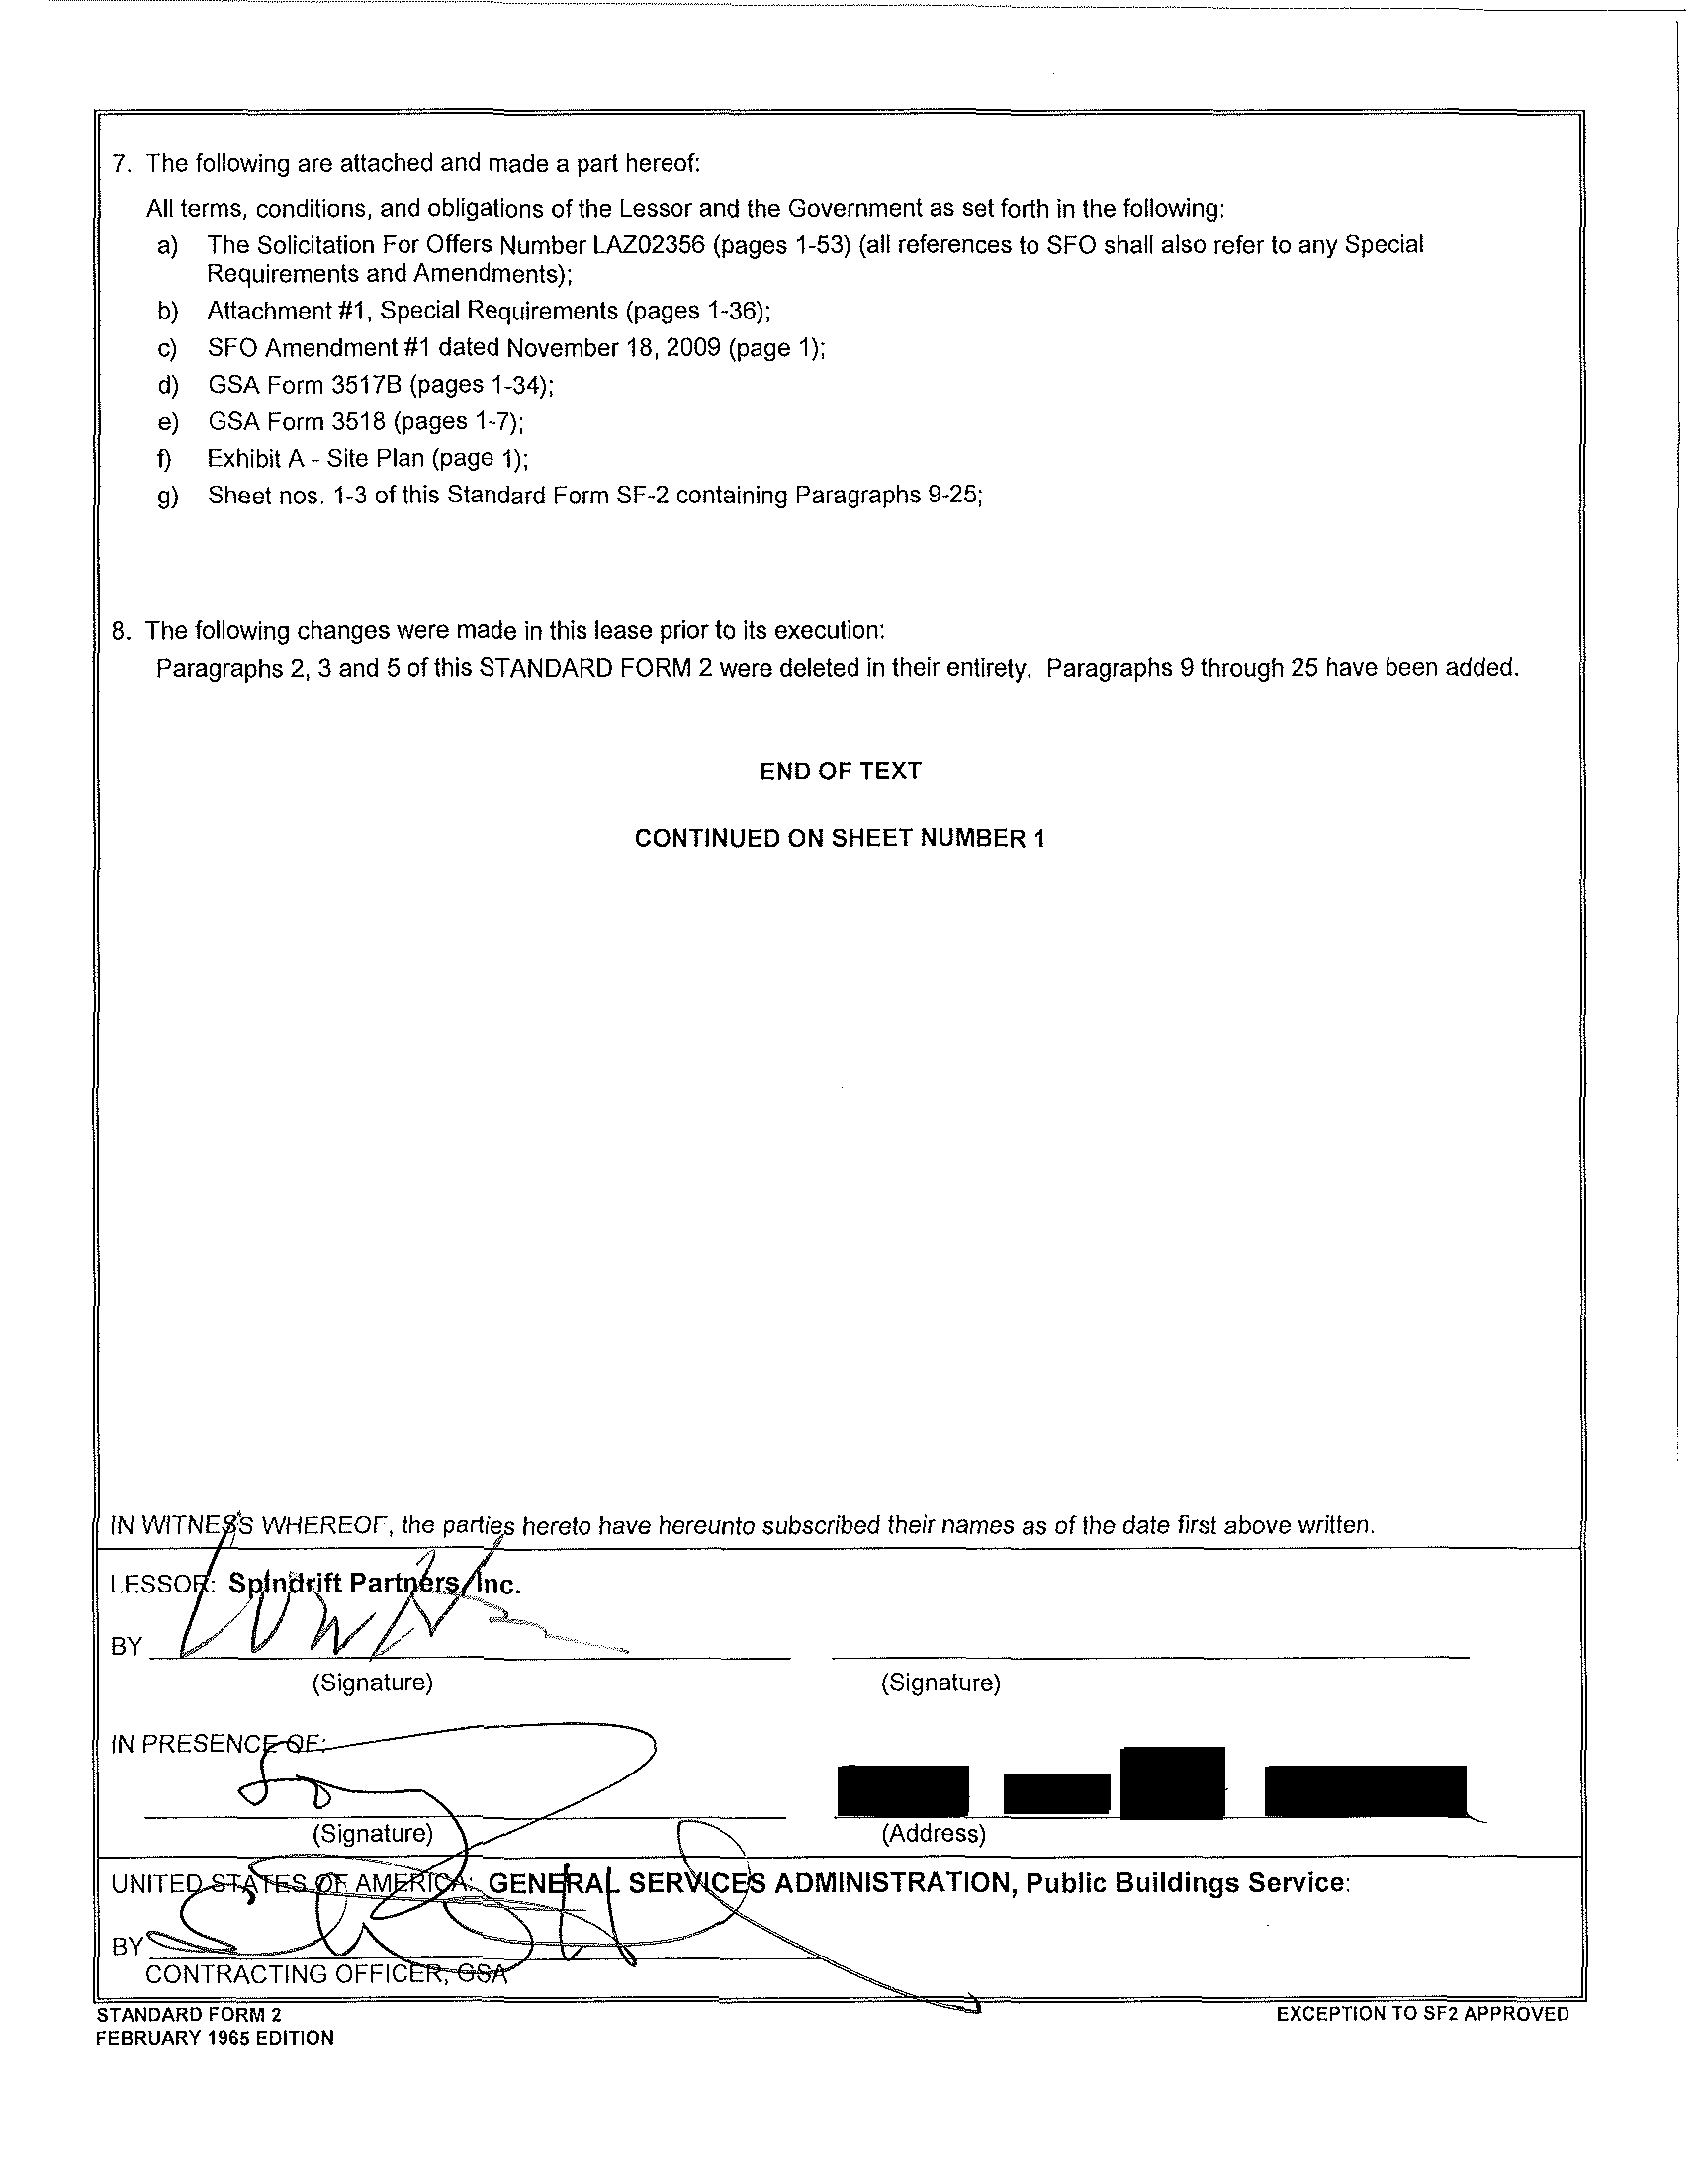 7. The following are attached and made a part hereof:
All terms, conditions, and obligations of the Lessor and the Government as set forth in the following:
a) The Solicitation For Offers Number LAZ02356 (pages 1-53) (all references to SFO shall also refer to any Special
Requirements and Amendments);
b) Attachment #1, Special Requirements (pages 1-36);
c) SFO Amendment #1 dated November 18, 2009 (page 1);
d) GSA Form 3517B (pages 1-34);
e) GSA Form 3518 (pages 1-7);
f) Exhibit A - Site Plan (page 1);
g) Sheet nos. 1-3 of this Standard Form SF-2 containing Paragraphs 9-25;
8. The following changes were made in this lease prior to its execution:
Paragraphs 2, 3 and 5 of this STANDARD FORM 2 were deleted in their entirety. Paragraphs 9 through 25 have been added.
END OF TEXT
CONTINUED ON SHEET NUMBER 1
IN WITNESS WHEREOF, the parties hereto have hereunto subscribed their names as of the date first above written.
LESSOR: Spindrift Partners, Inc.
BY
(Signature) (Signature)
IN PRESENCE OF:
(Signature) (Address)
UNITED STATES OF AMERICA: GENERAL SERVICES ADMINISTRATION, Public Buildings Service:
BY
CONTRACTING OFFICER, GSA
STANDARD FORM 2 EXCEPTION TO SF2 APPROVED
FEBRUARY 1965 EDITION